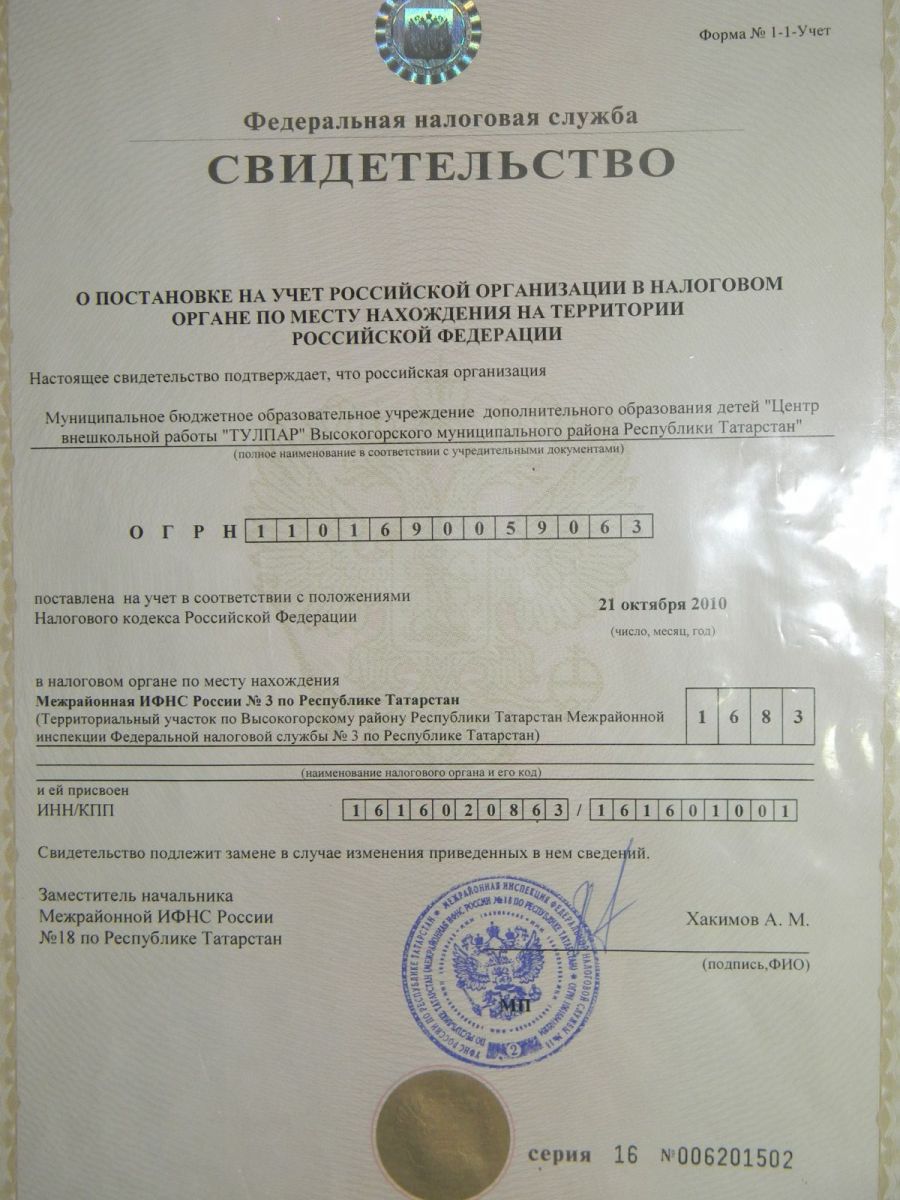 Форма № 1-1-Учет
Федеральная налоговая служба
СВИДЕТЕЛЬСТВО
О ПОСТАНОВКЕ НА УЧЕТ РОССИЙСКОЙ ОРГАНИЗАЦИИ В НАЛОГОВОМ
ОРГАНЕ ПО МЕСТУ НАХОЖДЕНИЯ НА ТЕРРИТОРИИ
РОССИЙСКОЙ ФЕДЕРАЦИИ
Настоящее свидетельство подтверждает, что российская организация
Муниципальное бюджетное образовательное учреждение дополнительного образования детей "Центр
внешкольной работы "ТУЛПАР" Высокогорского муниципального района Республики Татарстан"
(полное наименование в соответствии с учредительными документами)
О Г Р Н 1 1 0 1 6 9 0 0 5 9 0 6 3
поставлена на учет в соответствии с положениями
Налогового кодекса Российской Федерации
21 октября 2010
(число, месяц, год)
в налоговом органе по месту нахождения
Межрайонная ИФНС России № 3 по Республике Татарстан
(Территориальный участок по Высокогорскому району Республики Татарстан Межрайонной
инспекции Федеральной налоговой службы № 3 по Республике Татарстан)
1 6 8 3
(наименование налогового органа и его код)
и ей присвоен
ИНН/КПП 1 6 1 6 0 2 0 8 6 3 / 1 6 1 6 0 1 0 0 1
Свидетельство подлежит замене в случае изменения приведенных в нем сведений.
Заместитель начальника
Межрайонной ИФНС России
№18 по Республике Татарстан
Хакимов А. М.
(подпись,ФИО)
МП
2
серия 16 №006201502